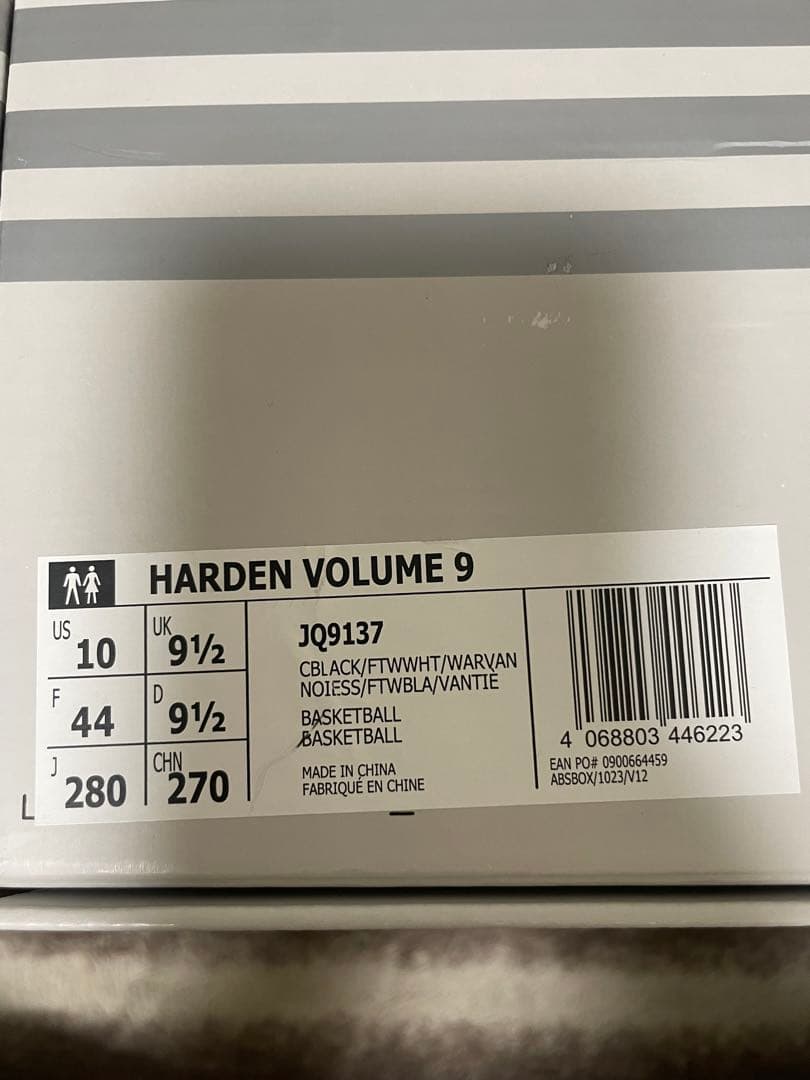 HARDEN VOLUME 9
US 10
UK 9½
F 44
D 9½
J 280
CHN 270
JQ9137
CBLACK/FTWWHT/WARVAN
NOIESS/FTWBLA/VANTIE
BASKETBALL
BASKETBALL
MADE IN CHINA
FABRIQUÉ EN CHINE
4 068803 446223
EAN PO# 0900664459
ABSBOX/1023/V12